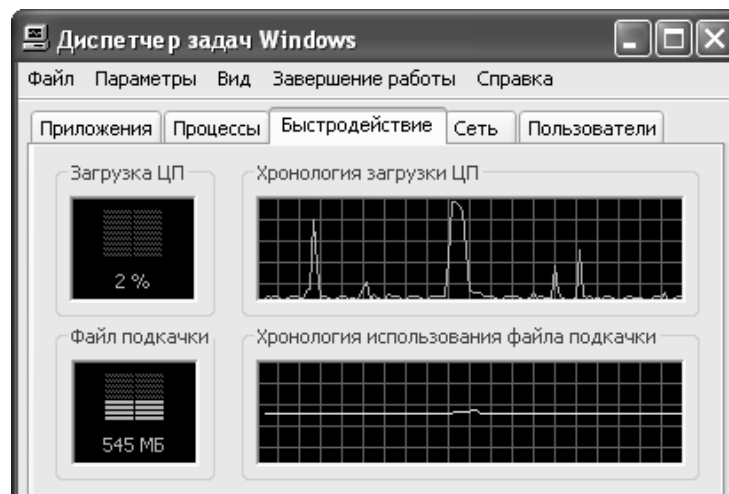 Диспетчер задач Windows
Файл Параметры Вид Завершение работы Справка
Приложения Процессы Быстродействие Сеть Пользователи
Загрузка ЦП Хронология загрузки ЦП
2 %
Файл подкачки Хронология использования файла подкачки
545 МБ